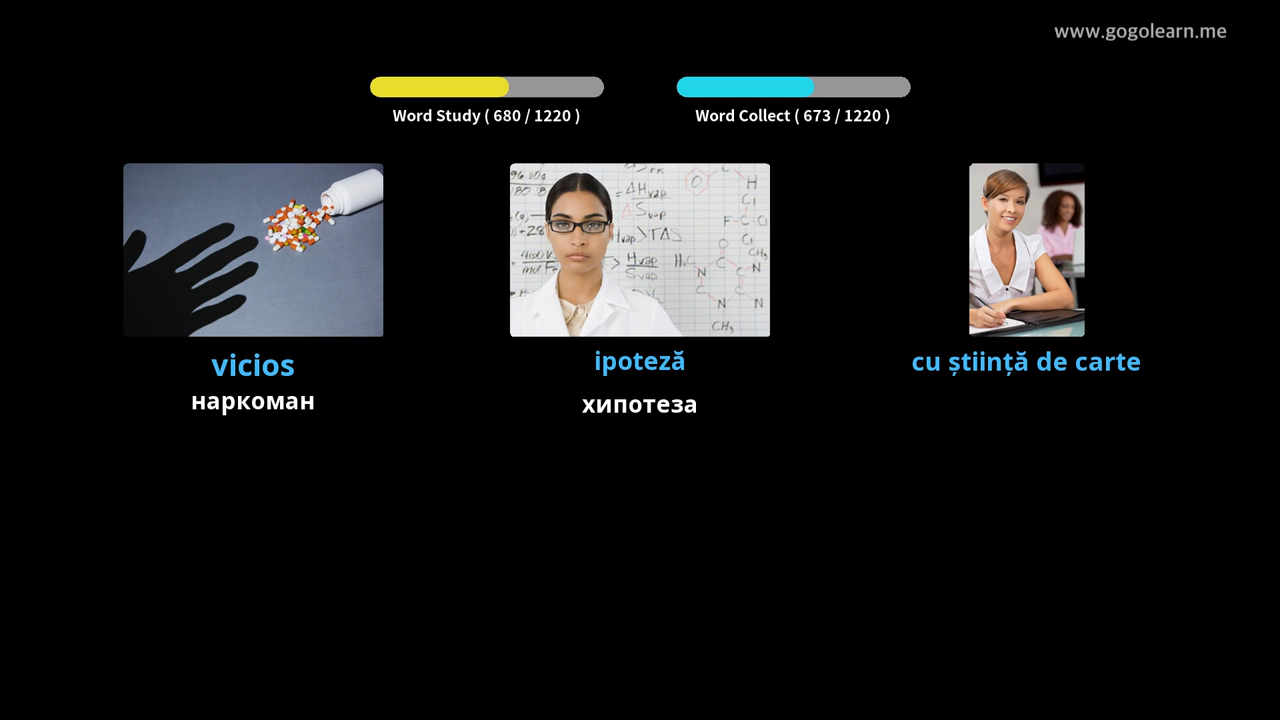 www.gogolearn.me
Word Study ( 680 / 1220 )
Word Collect ( 673 / 1220 )
vicios
наркоман
ipoteză
хипотеза
cu știință de carte